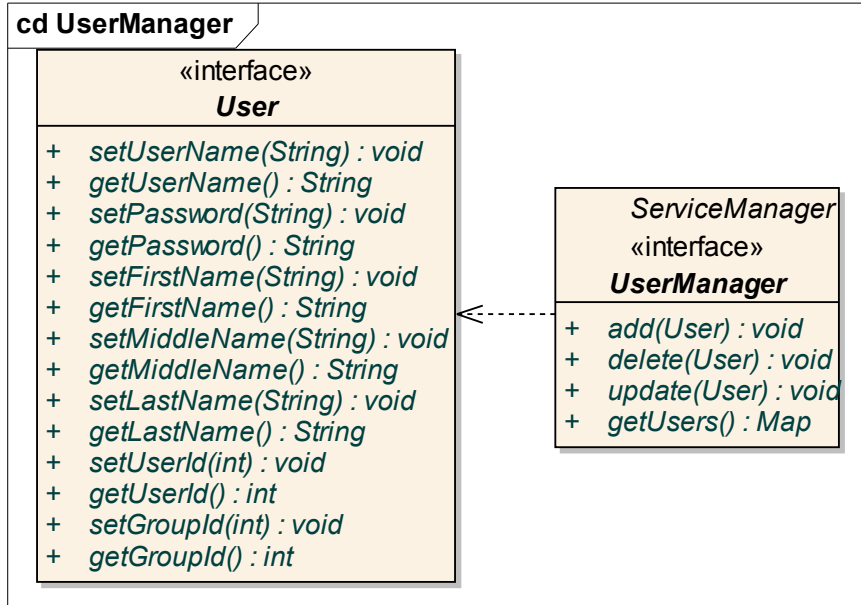 cd UserManager
«interface»
User
+ setUserName(String) : void
+ getUserName() : String
+ setPassword(String) : void
+ getPassword() : String
+ setFirstName(String) : void
+ getFirstName() : String
+ setMiddleName(String) : void
+ getMiddleName() : String
+ setLastName(String) : void
+ getLastName() : String
+ setUserId(int) : void
+ getUserId() : int
+ setGroupId(int) : void
+ getGroupId() : int
ServiceManager
«interface»
UserManager
+ add(User) : void
+ delete(User) : void
+ update(User) : void
+ getUsers() : Map